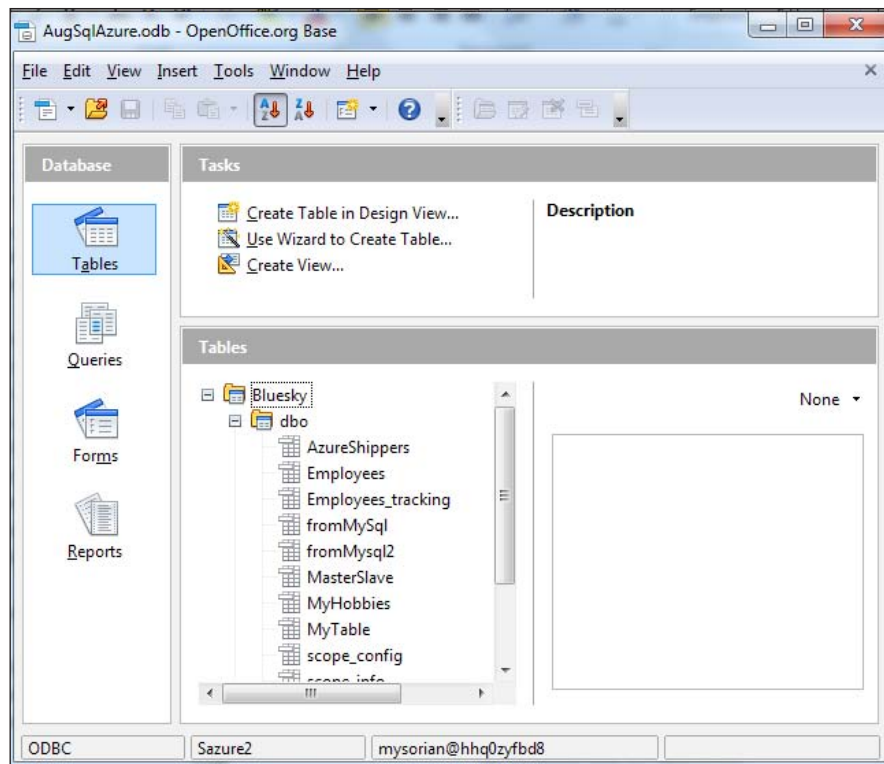 AugSqlAzure.odb - OpenOffice.org Base
File Edit View Insert Tools Window Help
Database
Tables
Queries
Forms
Reports
Tasks
Create Table in Design View...
Use Wizard to Create Table...
Create View...
Description
Tables
Bluesky
dbo
AzureShippers
Employees
Employees_tracking
fromMySql
fromMysql2
MasterSlave
MyHobbies
MyTable
scope_config
scope_info
None
ODBC
Sazure2
mysorian@hhq0zyfbd8